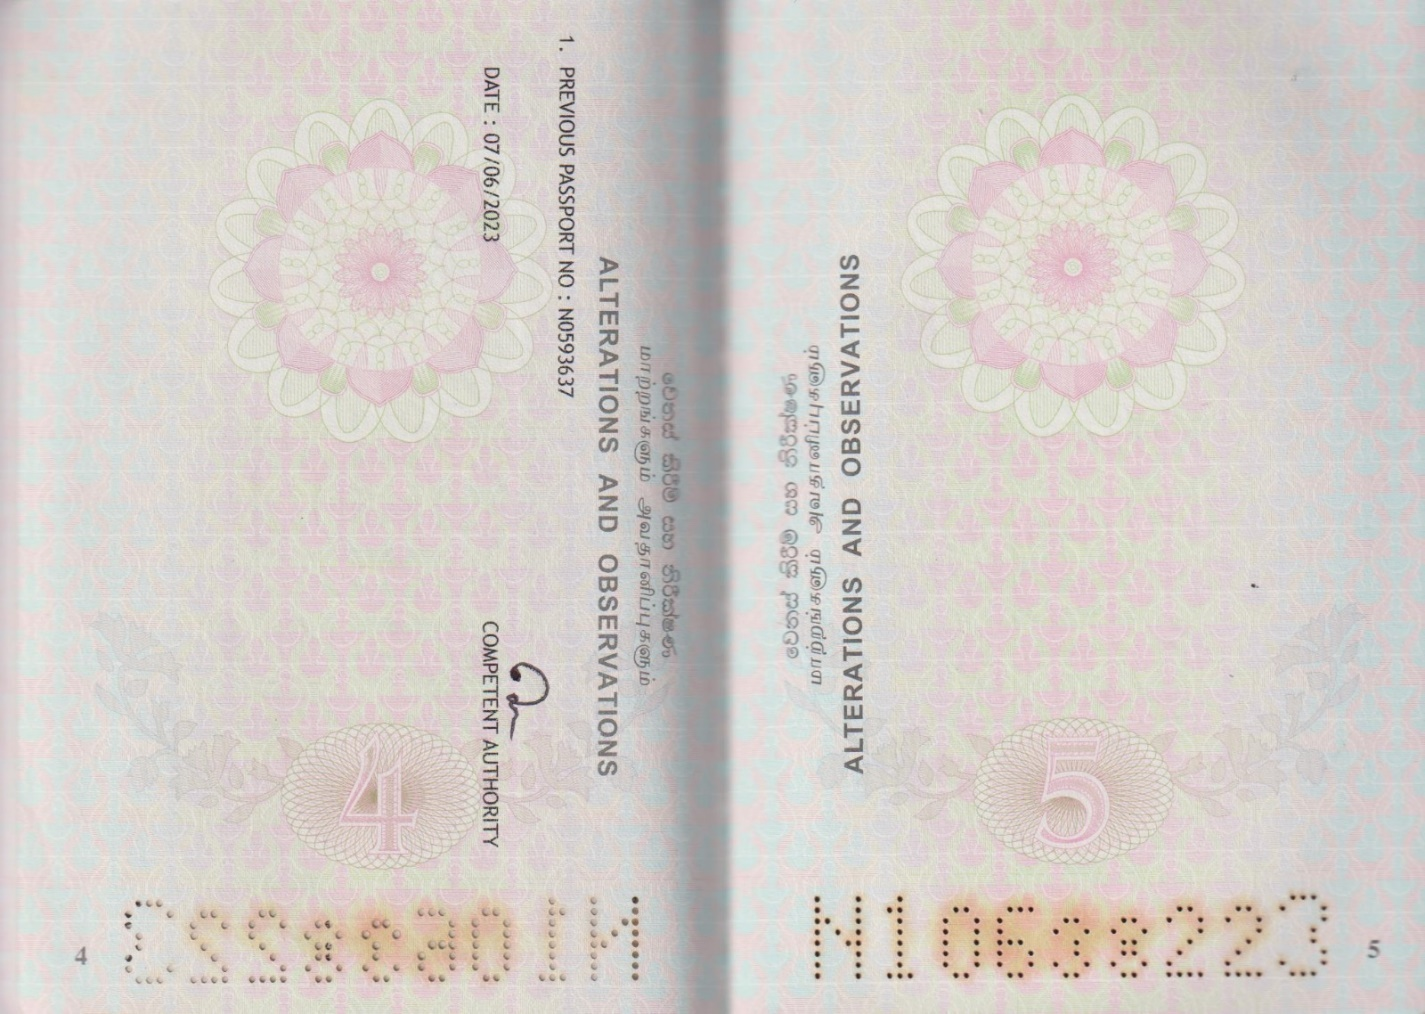 වෙනස් කිරීම් සහ නිරීක්ෂණ
மாற்றங்களும் அவதானிப்புகளும்
ALTERATIONS AND OBSERVATIONS
1. PREVIOUS PASSPORT NO : N0593637
DATE : 07/06/2023
COMPETENT AUTHORITY
4
4
වෙනස් කිරීම් සහ නිරීක්ෂණ
மாற்றங்களும் அவதானிப்புகளும்
ALTERATIONS AND OBSERVATIONS
5
N10638223
5